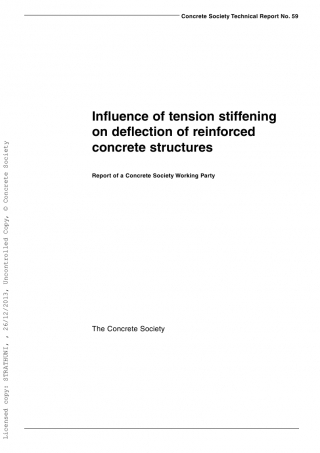 Concrete Society Technical Report No. 59
Influence of tension stiffening
on deflection of reinforced
concrete structures
Report of a Concrete Society Working Party
The Concrete Society
Licensed copy: STRATHUNI, , 26/12/2013, Uncontrolled Copy, © Concrete Society